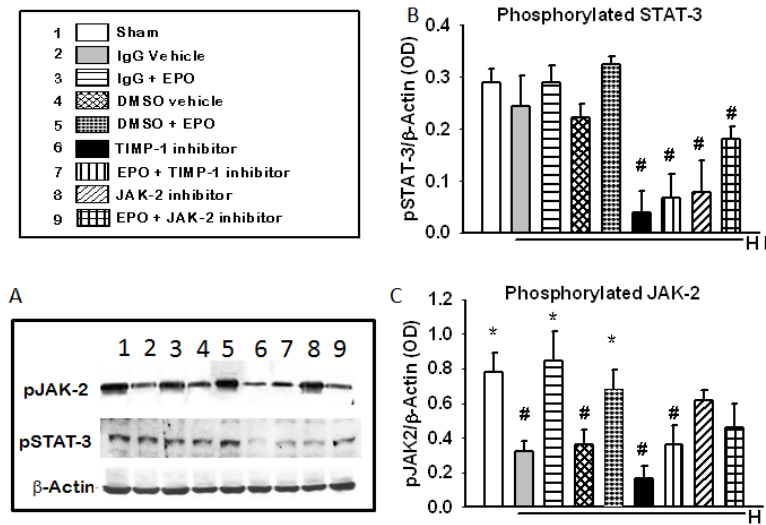 1 Sham
2 IgG Vehicle
3 IgG + EPO
4 DMSO vehicle
5 DMSO + EPO
6 TIMP-1 inhibitor
7 EPO + TIMP-1 inhibitor
8 JAK-2 inhibitor
9 EPO + JAK-2 inhibitor
B Phosphorylated STAT-3
pSTAT-3/β-Actin (OD)
0.4
0.3
0.2
0.1
0.0
# # # #
H I
A
1 2 3 4 5 6 7 8 9
pJAK-2
pSTAT-3
β-Actin
C Phosphorylated JAK-2
pJAK2/β-Actin (OD)
1.2
1.0
0.8
0.6
0.4
0.2
0.0
* * *
# # # #
H